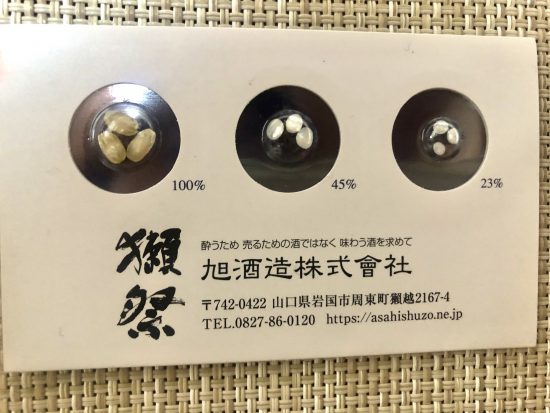 100%
45%
23%
獺祭
酔うため 売るための酒ではなく 味わう酒を求めて
旭酒造株式會社
〒742-0422 山口県岩国市周東町獺越2167-4
TEL.0827-86-0120 https://asahishuzo.ne.jp